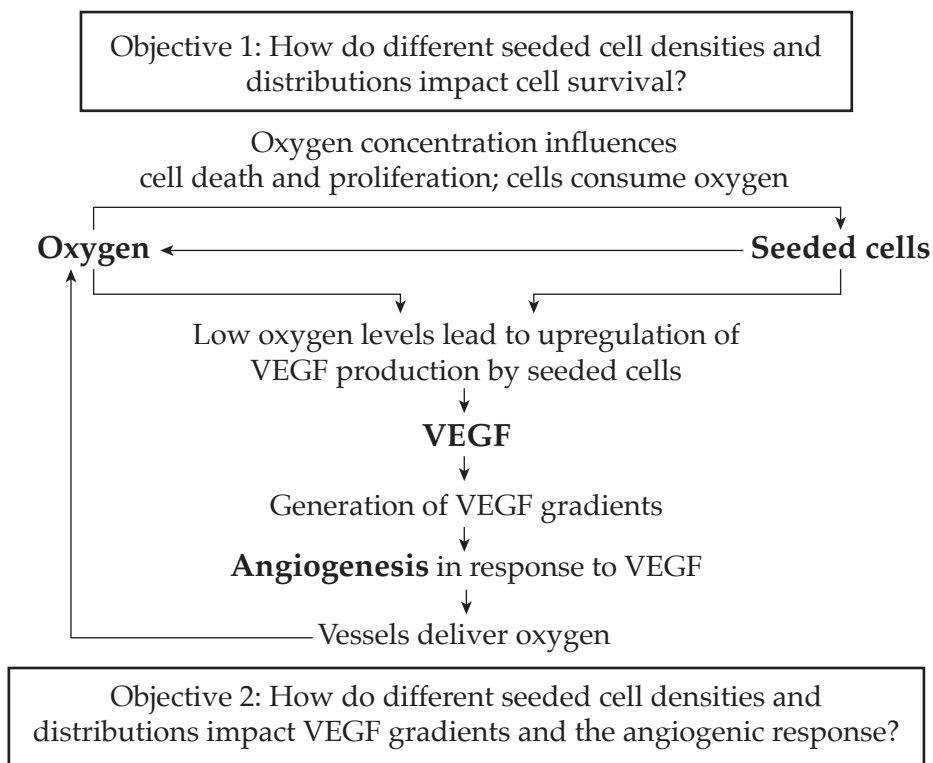 Objective 1: How do different seeded cell densities and
distributions impact cell survival?
Oxygen concentration influences
cell death and proliferation; cells consume oxygen
Oxygen
Seeded cells
Low oxygen levels lead to upregulation of
VEGF production by seeded cells
VEGF
Generation of VEGF gradients
Angiogenesis in response to VEGF
Vessels deliver oxygen
Objective 2: How do different seeded cell densities and
distributions impact VEGF gradients and the angiogenic response?